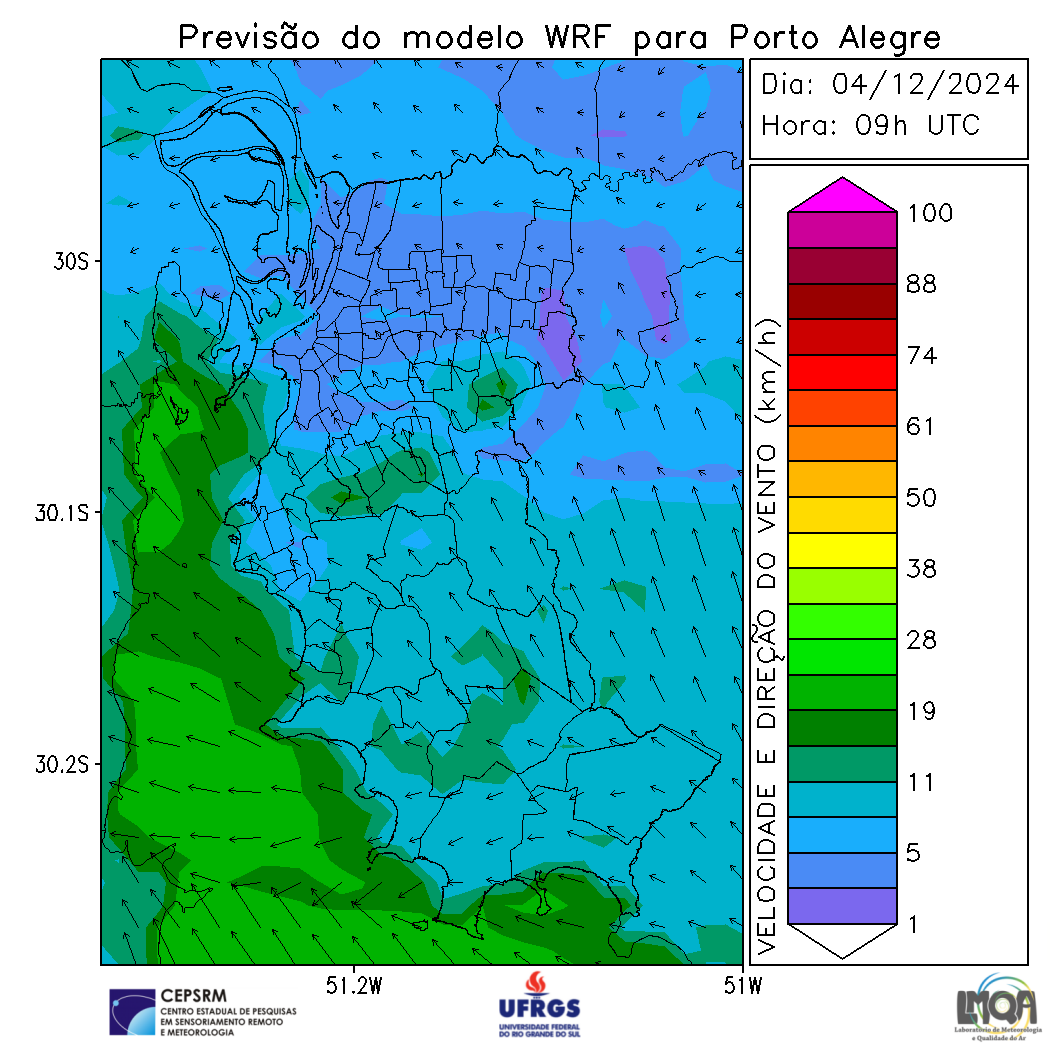 Previsão do modelo WRF para Porto Alegre
Dia: 04/12/2024
Hora: 09h UTC
30S
30.1S
30.2S
51.2W
51W
VELOCIDADE E DIREÇÃO DO VENTO (km/h)
100
88
74
61
50
38
28
19
11
5
1
CEPSRM
CENTRO ESTADUAL DE PESQUISAS
EM SENSORIAMENTO REMOTO
E METEOROLOGIA
UFRGS
UNIVERSIDADE FEDERAL
DO RIO GRANDE DO SUL
LMQA
Laboratório de Meteorologia
e Qualidade do Ar